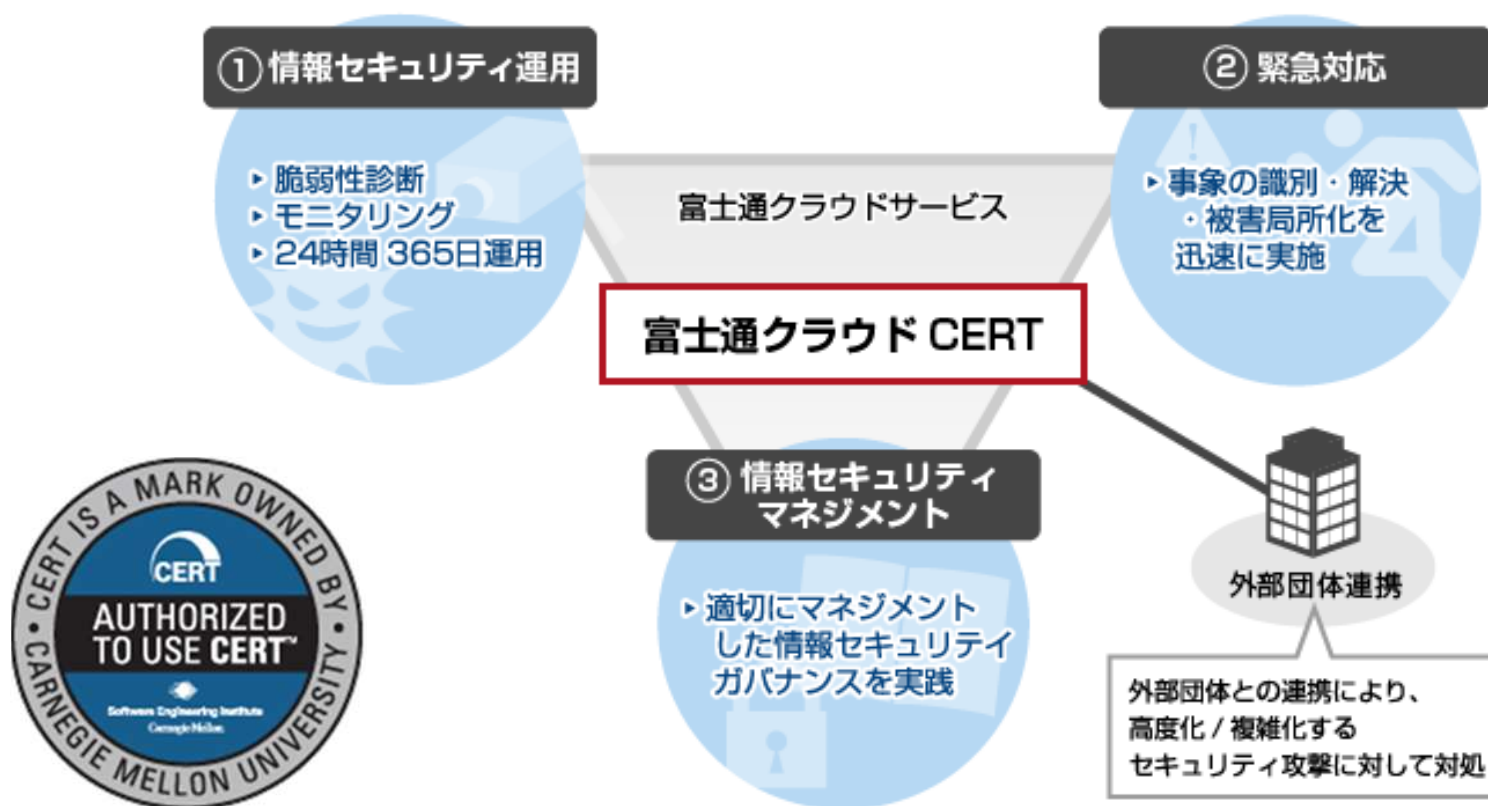 ① 情報セキュリティ運用
▸ 脆弱性診断
▸ モニタリング
▸ 24時間 365日運用
② 緊急対応
▸ 事象の識別・解決
・被害局所化を
迅速に実施
富士通クラウドサービス
富士通クラウド CERT
③ 情報セキュリティ
マネジメント
▸ 適切にマネジメント
した情報セキュリテイ
ガバナンスを実践
外部団体連携
外部団体との連携により、
高度化 / 複雑化する
セキュリティ攻撃に対して対処
• CERT IS A MARK OWNED BY •
CARNEGIE MELLON UNIVERSITY
CERT
AUTHORIZED
TO USE CERT™
Software Engineering Institute
Carnegie Mellon